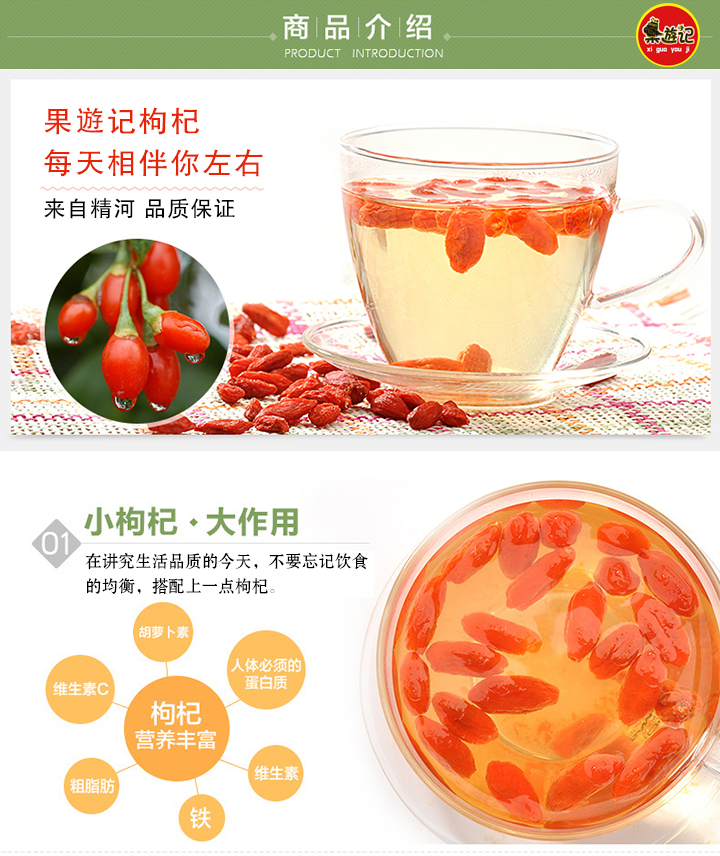 商品介绍
PRODUCT INTRODUCTION
果遊记
xi guo you ji
果遊记枸杞
每天相伴你左右
来自精河 品质保证
01
小枸杞·大作用
在讲究生活品质的今天，不要忘记饮食
的均衡，搭配上一点枸杞。
胡萝卜素
人体必须的
蛋白质
维生素C
枸杞
营养丰富
维生素
粗脂肪
铁